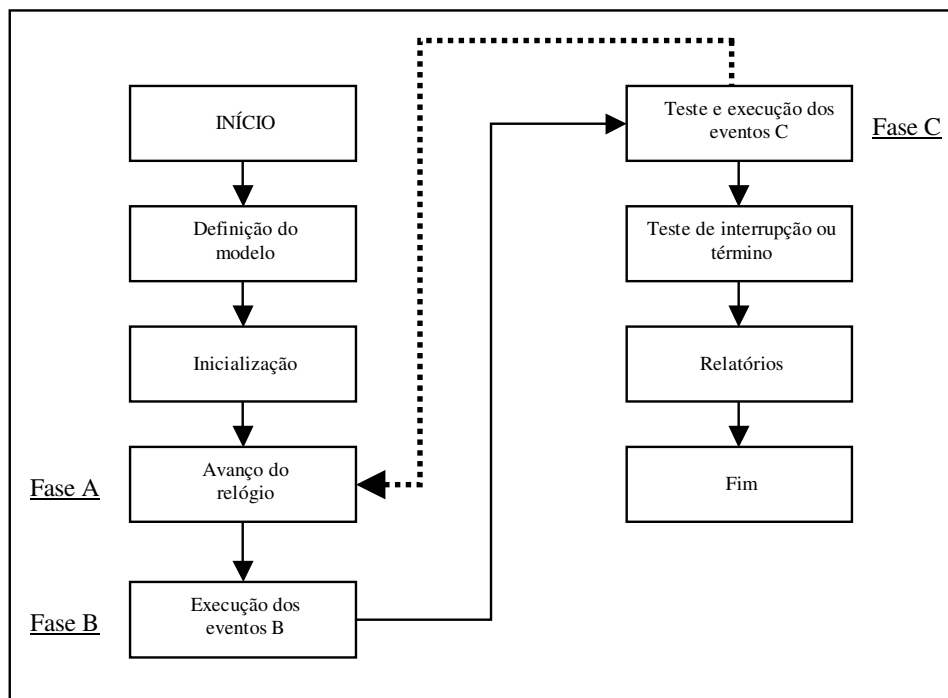 INÍCIO
Definição do
modelo
Inicialização
Fase A
Avanço do
relógio
Fase B
Execução dos
eventos B
Teste e execução dos
eventos C
Fase C
Teste de interrupção ou
término
Relatórios
Fim